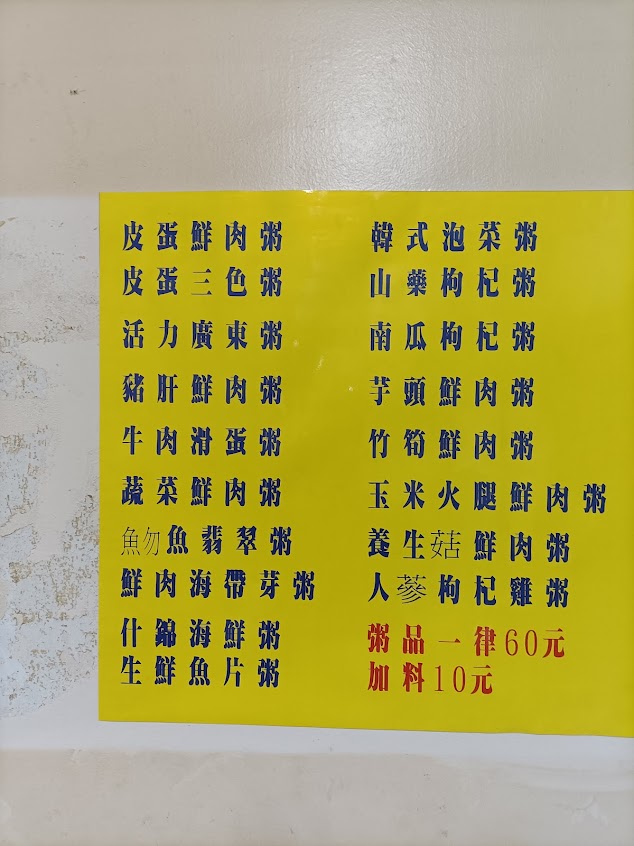 皮蛋鮮肉粥
皮蛋三色粥
活力廣東粥
豬肝鮮肉粥
牛肉滑蛋粥
蔬菜鮮肉粥
魚勿魚翡翠粥
鮮肉海帶芽粥
什錦海鮮粥
生鮮魚片粥
韓式泡菜粥
山藥枸杞粥
南瓜枸杞粥
芋頭鮮肉粥
竹筍鮮肉粥
玉米火腿鮮肉粥
養生菇鮮肉粥
人蔘枸杞雞粥
粥品一律60元
加料10元